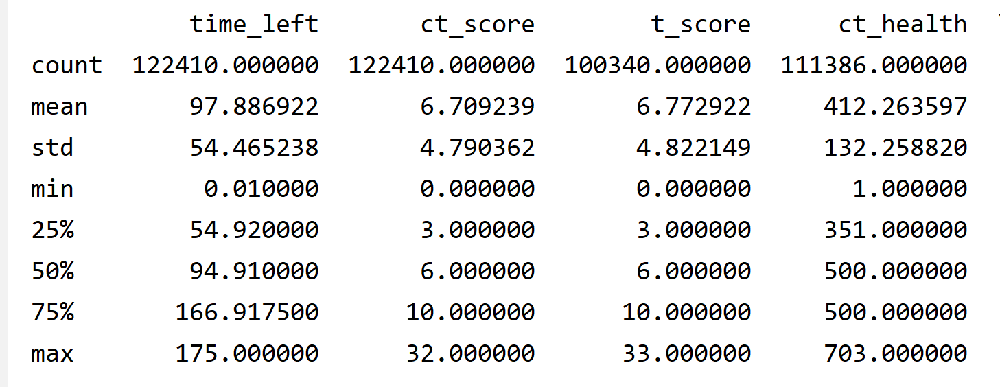 time_left ct_score t_score ct_health \
count 122410.000000 122410.000000 100340.000000 111386.000000
mean 97.886922 6.709239 6.772922 412.263597
std 54.465238 4.790362 4.822149 132.258820
min 0.010000 0.000000 0.000000 1.000000
25% 54.920000 3.000000 3.000000 351.000000
50% 94.910000 6.000000 6.000000 500.000000
75% 166.917500 10.000000 10.000000 500.000000
max 175.000000 32.000000 33.000000 703.000000